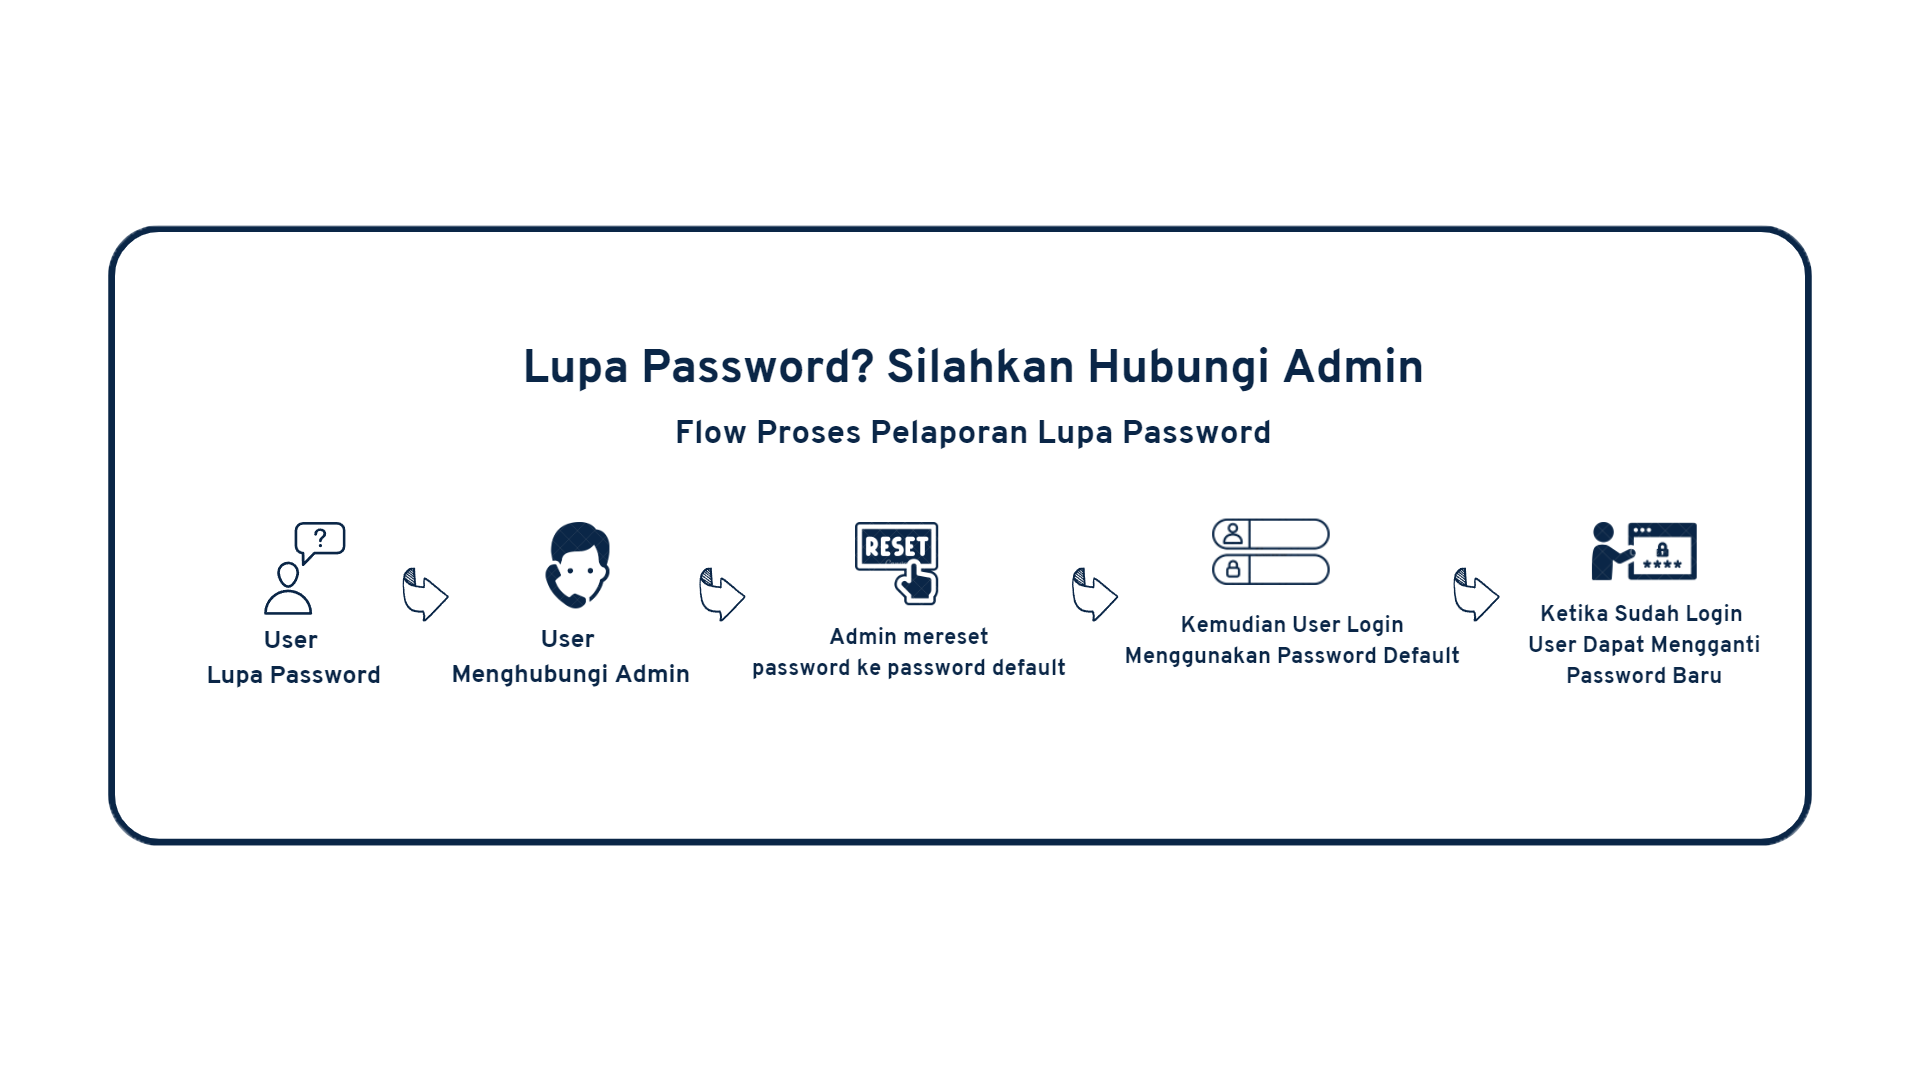 Lupa Password? Silahkan Hubungi Admin
Flow Proses Pelaporan Lupa Password
?
User
Lupa Password
User
Menghubungi Admin
RESET
Admin mereset
password ke password default
Kemudian User Login
Menggunakan Password Default
****
Ketika Sudah Login
User Dapat Mengganti
Password Baru